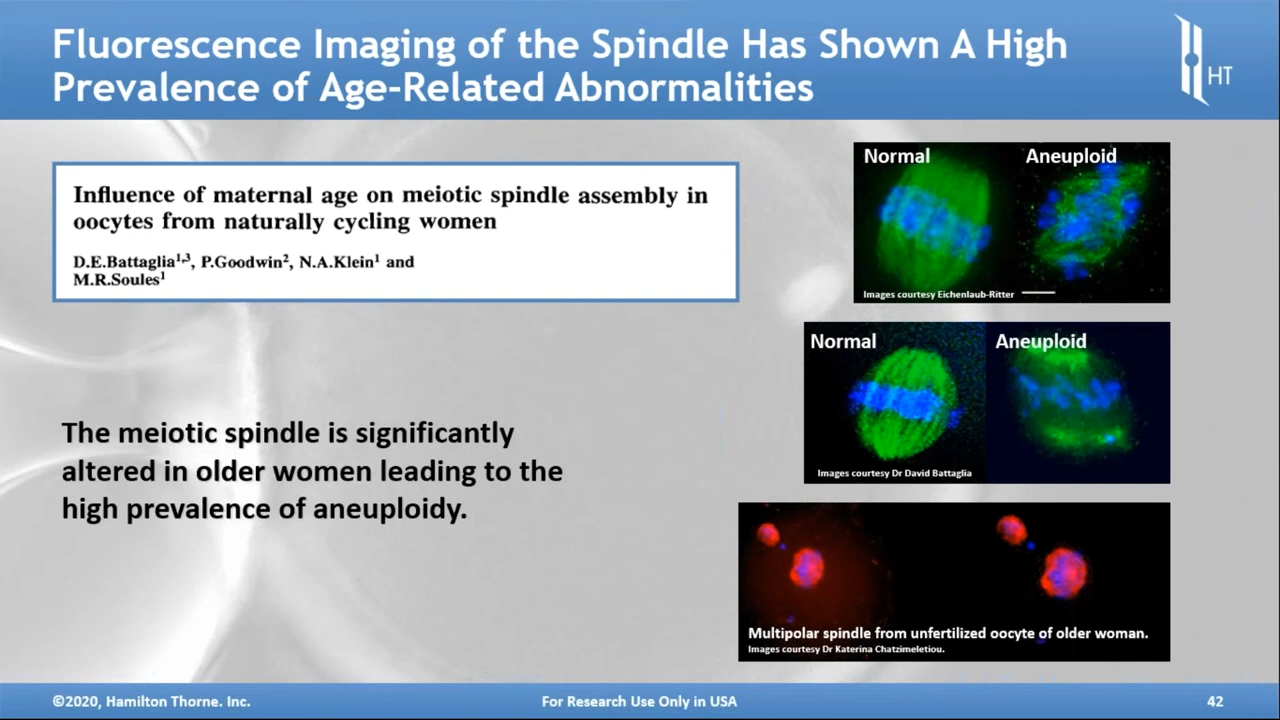 Fluorescence Imaging of the Spindle Has Shown A High
Prevalence of Age-Related Abnormalities
HT
Influence of maternal age on meiotic spindle assembly in
oocytes from naturally cycling women
D.E.Battaglia¹,³, P.Goodwin², N.A.Klein¹ and
M.R.Soules¹
The meiotic spindle is significantly
altered in older women leading to the
high prevalence of aneuploidy.
Normal Aneuploid
Images courtesy Eichenlaub-Ritter
Normal Aneuploid
Images courtesy Dr David Battaglia
Multipolar spindle from unfertilized oocyte of older woman.
Images courtesy Dr Katerina Chatzimeletiou.
©2020, Hamilton Thorne. Inc. For Research Use Only in USA 42